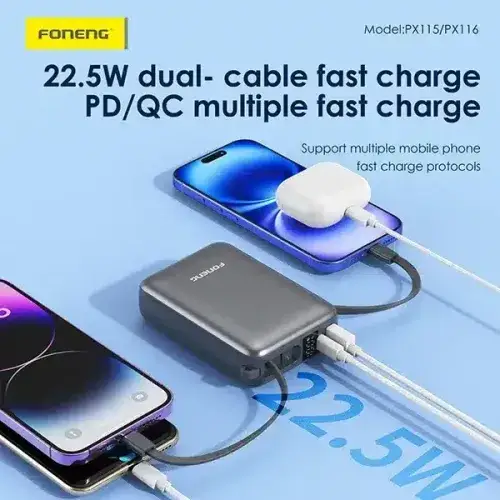 FONENG
Model:PX115/PX116
22.5W dual- cable fast charge
PD/QC multiple fast charge
Support multiple mobile phone
fast charge protocols
FONENG
22.5W